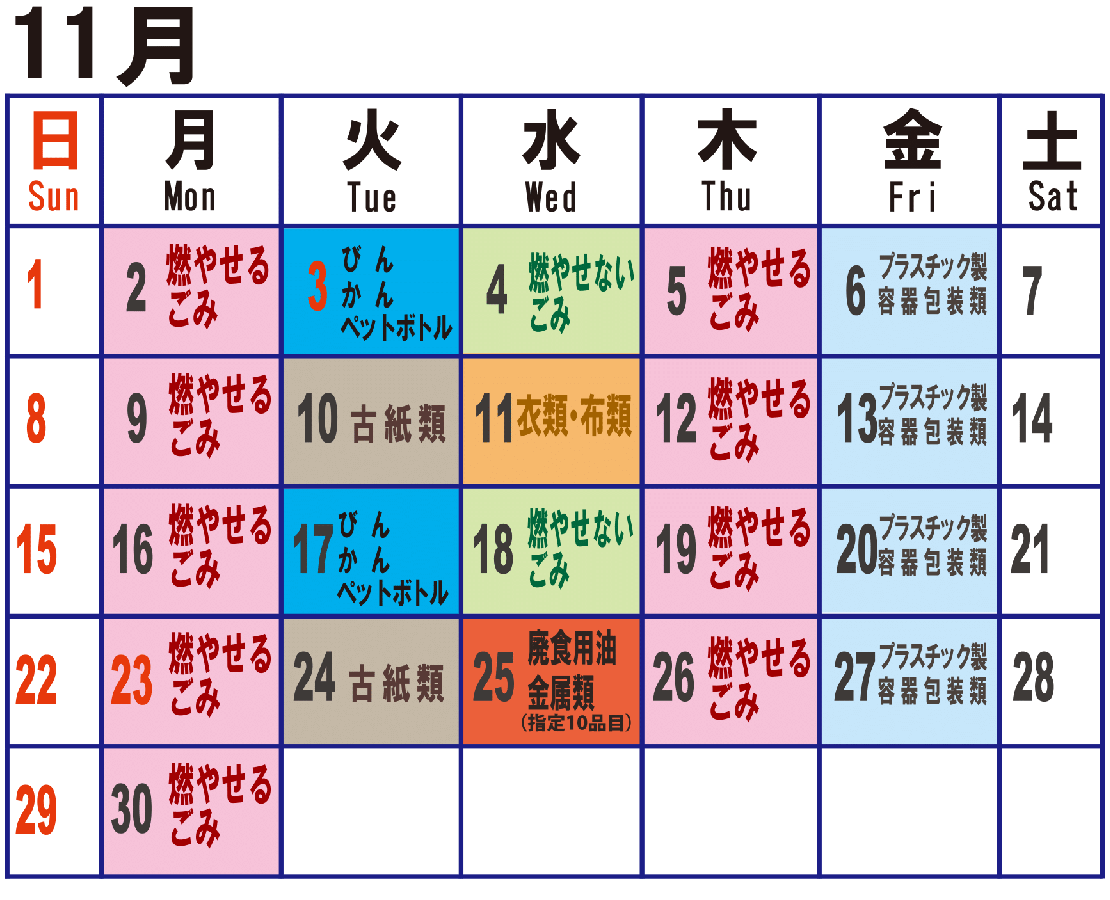 11月
日 月 火 水 木 金 土
Sun Mon Tue Wed Thu Fri Sat
1
2 燃やせる
ごみ
3 びん
かん
ペットボトル
4 燃やせない
ごみ
5 燃やせる
ごみ
6 プラスチック製
容器包装類
7
8
9 燃やせる
ごみ
10 古紙類
11 衣類・布類
12 燃やせる
ごみ
13 プラスチック製
容器包装類
14
15
16 燃やせる
ごみ
17 びん
かん
ペットボトル
18 燃やせない
ごみ
19 燃やせる
ごみ
20 プラスチック製
容器包装類
21
22
23 燃やせる
ごみ
24 古紙類
25 廃食用油
金属類
(指定10品目)
26 燃やせる
ごみ
27 プラスチック製
容器包装類
28
29
30 燃やせる
ごみ